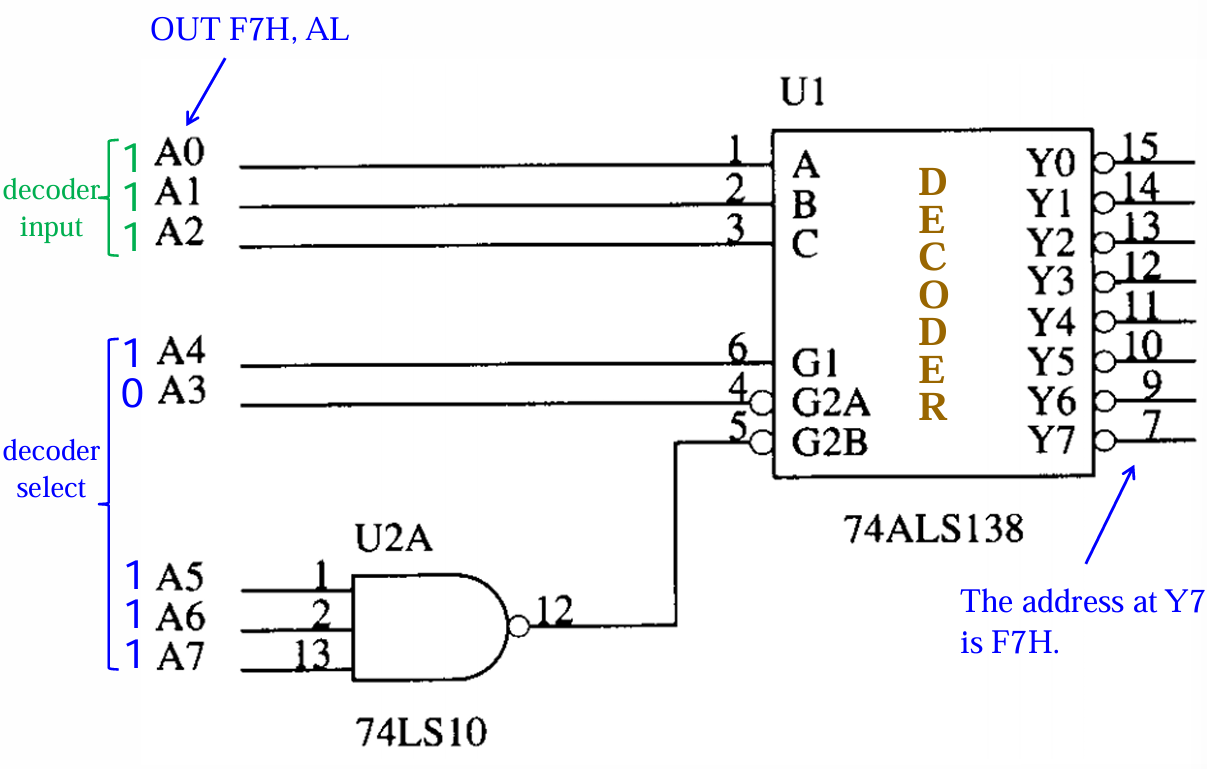 OUT F7H, AL
U1
1 A0 1 A Y0 15
1 A1 2 B Y1 14
1 A2 3 C Y2 13
decoder
input
Y3 12
Y4 11
1 A4 6 G1 Y5 10
0 A3 4 G2A Y6 9
5 G2B Y7 7
D
E
C
O
D
E
R
decoder
select
74ALS138
U2A
1 A5 1
1 A6 2 12
1 A7 13
74LS10
The address at Y7
is F7H.